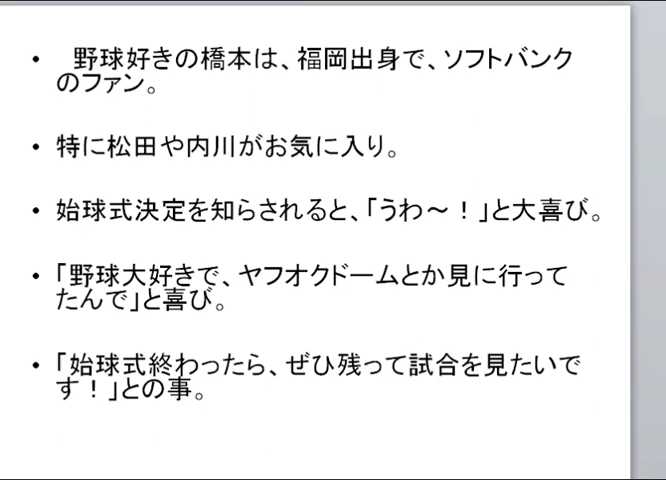 • 野球好きの橋本は、福岡出身で、ソフトバンク
のファン。
• 特に松田や内川がお気に入り。
• 始球式決定を知らされると、「うわ～！」と大喜び。
• 「野球大好きで、ヤフオクドームとか見に行って
たんで」と喜び。
• 「始球式終わったら、ぜひ残って試合を見たいで
す！」との事。